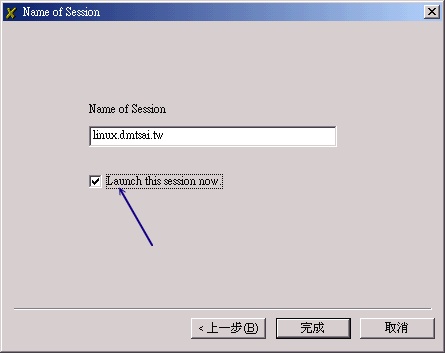 Name of Session
Name of Session
linux.dmtsai.tw
Launch this session now.
< 上一步(B)
完成
取消